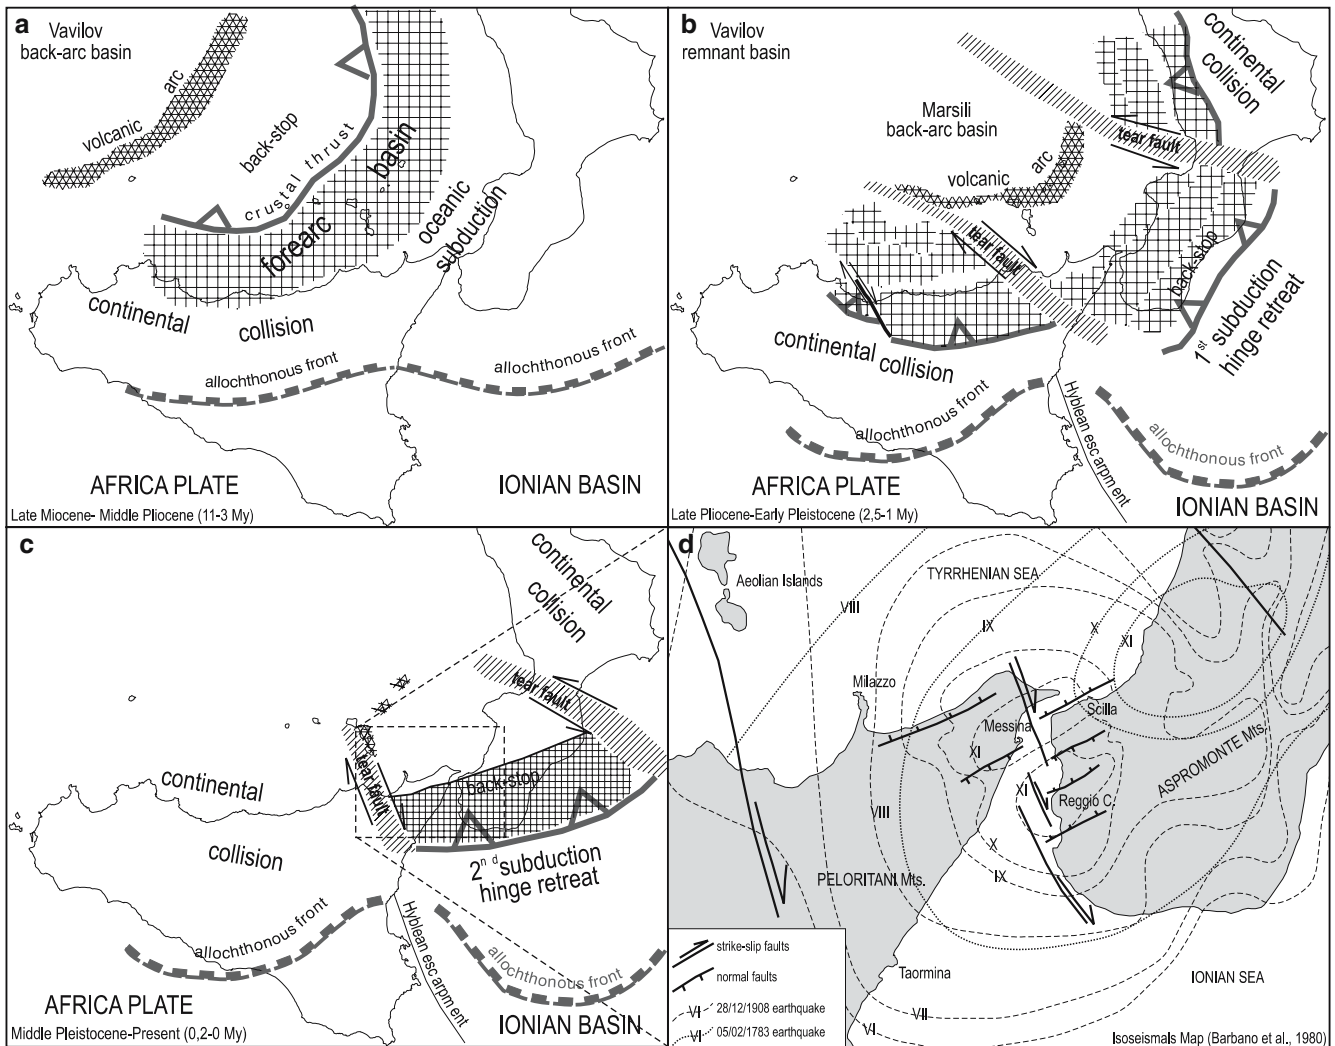 a
Vavilov
back-arc basin
volcanic
arc
back-stop
crustal thrust
forearc
basin
oceanic
subduction
continental
collision
allochthonous front
allochthonous front
AFRICA PLATE
IONIAN BASIN
Late Miocene- Middle Pliocene (11-3 My)
b
Vavilov
remnant basin
continental
collision
Marsili
back-arc basin
tear fault
volcanic
arc
tear fault
back-stop
1st subduction
hinge retreat
continental collision
allochthonous front
Hyblean escarpment
allochthonous front
AFRICA PLATE
IONIAN BASIN
Late Pliocene-Early Pleistocene (2,5-1 My)
c
continental
collision
tear fault
continental
tear fault
back-stop
collision
2nd subduction
hinge retreat
allochthonous front
Hyblean escarpment
allochthonous front
AFRICA PLATE
IONIAN BASIN
Middle Pleistocene-Present (0,2-0 My)
d
Aeolian Islands
TYRRHENIAN SEA
VIII
IX
X
XI
Milazzo
Messina
Scilla
XI
ASPROMONTE Mts.
XI
Reggio C.
VIII
X
IX
PELORITANI Mts.
Taormina
IONIAN SEA
VII
VI
strike-slip faults
normal faults
VI 28/12/1908 earthquake
VI 05/02/1783 earthquake
Isoseismals Map (Barbano et al., 1980)